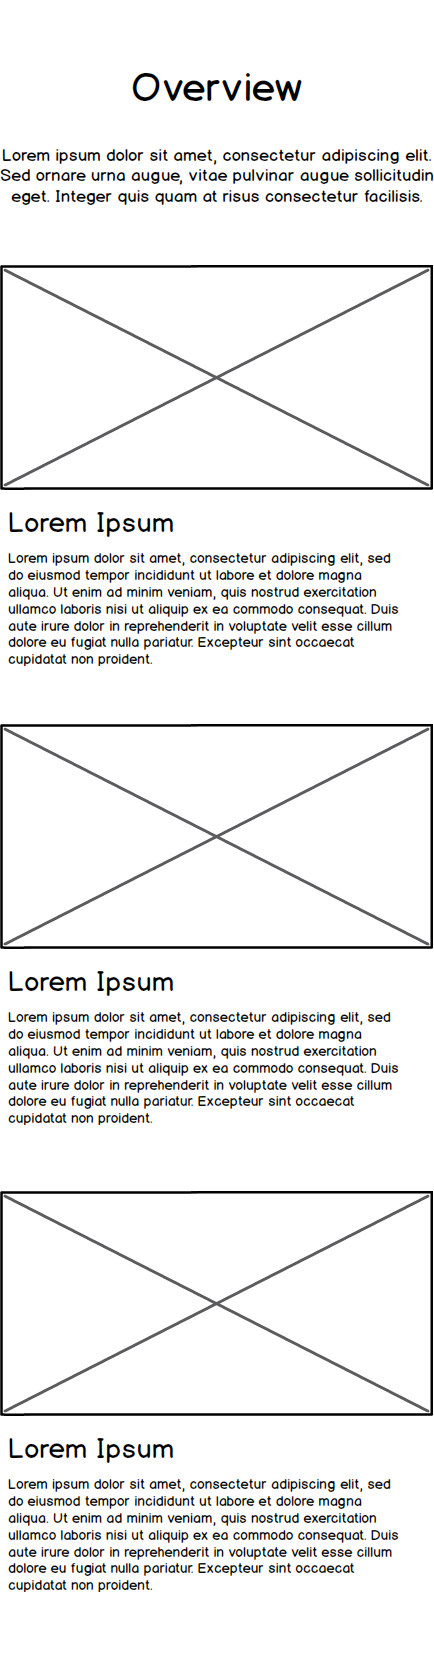 Overview
Lorem ipsum dolor sit amet, consectetur adipiscing elit.
Sed ornare urna augue, vitae pulvinar augue sollicitudin
eget. Integer quis quam at risus consectetur facilisis.
Lorem Ipsum
Lorem ipsum dolor sit amet, consectetur adipiscing elit, sed
do eiusmod tempor incididunt ut labore et dolore magna
aliqua. Ut enim ad minim veniam, quis nostrud exercitation
ullamco laboris nisi ut aliquip ex ea commodo consequat. Duis
aute irure dolor in reprehenderit in voluptate velit esse cillum
dolore eu fugiat nulla pariatur. Excepteur sint occaecat
cupidatat non proident.
Lorem Ipsum
Lorem ipsum dolor sit amet, consectetur adipiscing elit, sed
do eiusmod tempor incididunt ut labore et dolore magna
aliqua. Ut enim ad minim veniam, quis nostrud exercitation
ullamco laboris nisi ut aliquip ex ea commodo consequat. Duis
aute irure dolor in reprehenderit in voluptate velit esse cillum
dolore eu fugiat nulla pariatur. Excepteur sint occaecat
cupidatat non proident.
Lorem Ipsum
Lorem ipsum dolor sit amet, consectetur adipiscing elit, sed
do eiusmod tempor incididunt ut labore et dolore magna
aliqua. Ut enim ad minim veniam, quis nostrud exercitation
ullamco laboris nisi ut aliquip ex ea commodo consequat. Duis
aute irure dolor in reprehenderit in voluptate velit esse cillum
dolore eu fugiat nulla pariatur. Excepteur sint occaecat
cupidatat non proident.